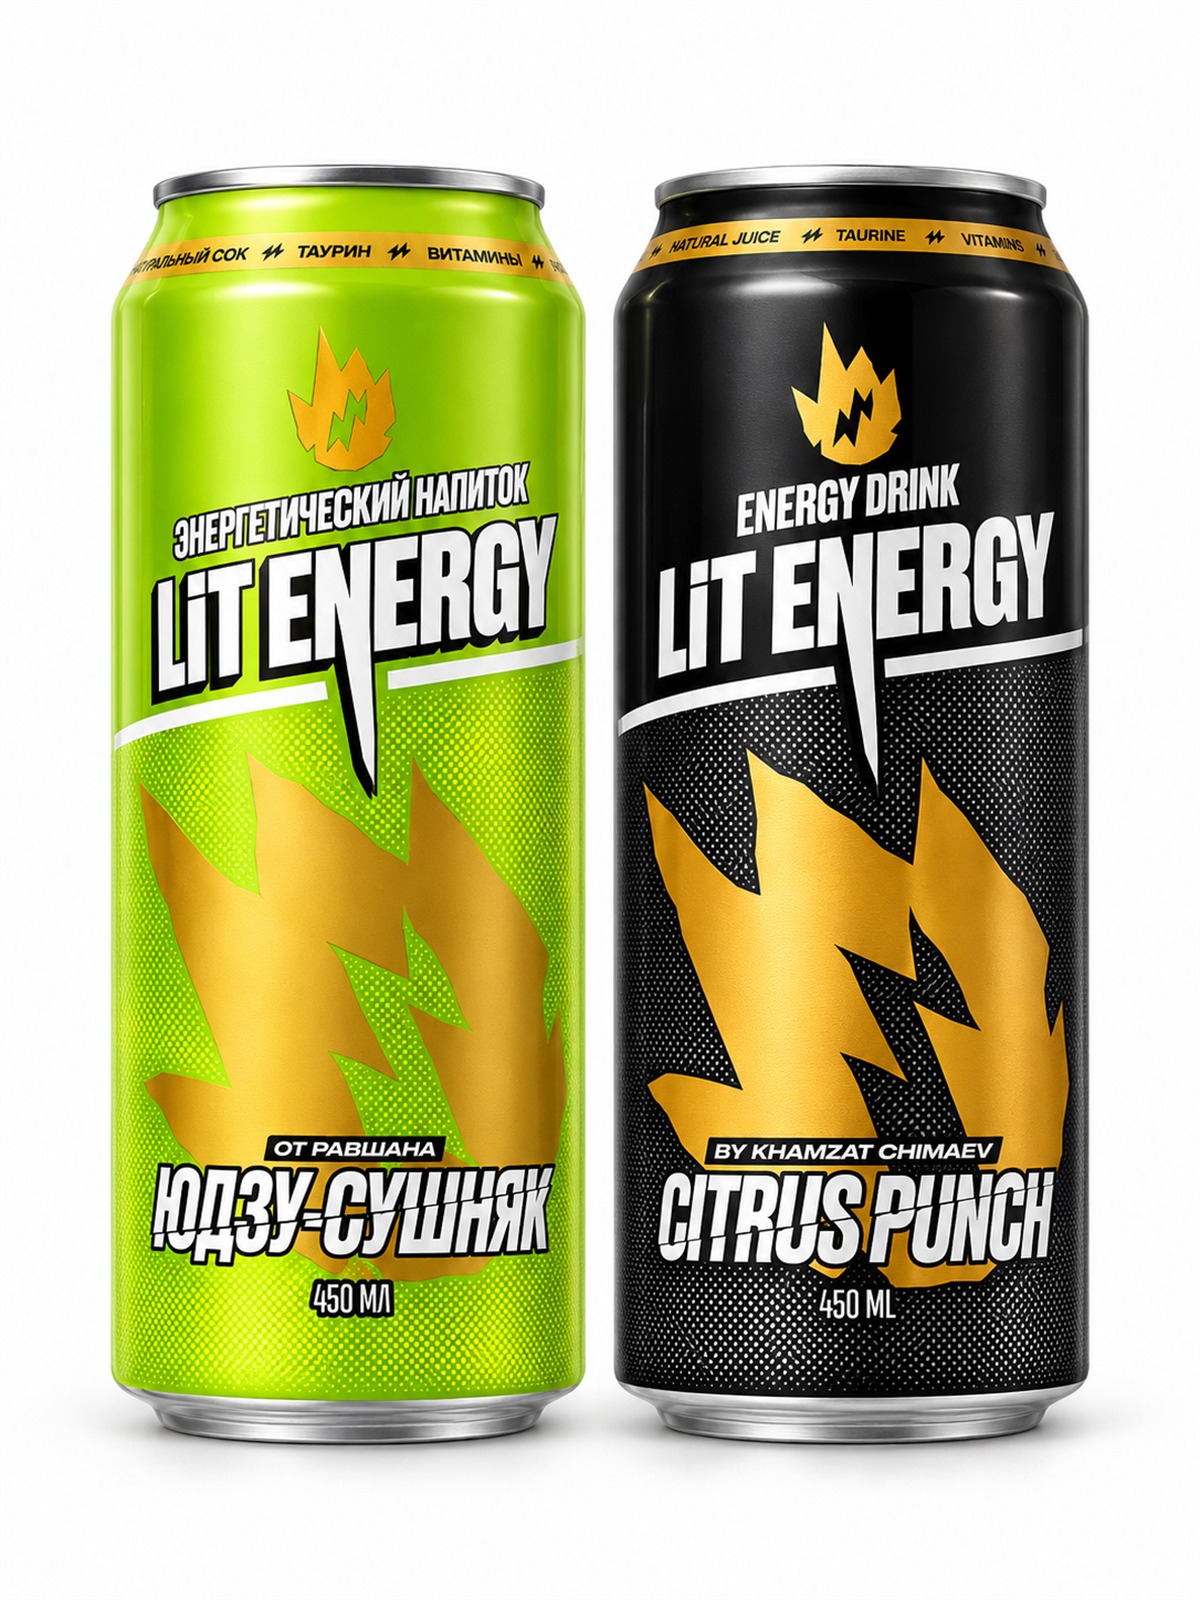 НАТУРАЛЬНЫЙ СОК ТАУРИН ВИТАМИНЫ
ЭНЕРГЕТИЧЕСКИЙ НАПИТОК
LiT ENERGY
ОТ РАВШАНА
ЮДЗУ-СУШНЯК
450 МЛ
NATURAL JUICE TAURINE VITAMINS
ENERGY DRINK
LiT ENERGY
BY KHAMZAT CHIMAEV
CITRUS PUNCH
450 ML